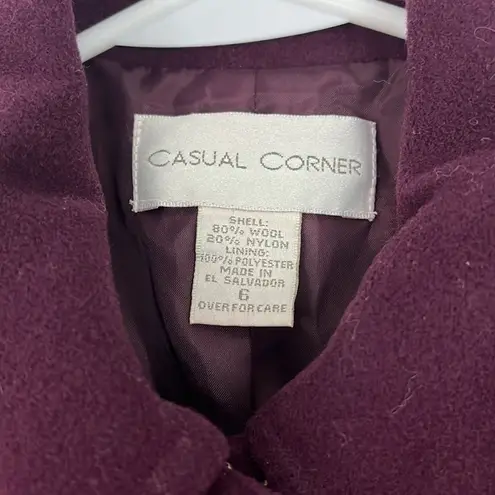 CASUAL CORNER
SHELL:
80% WOOL
20% NYLON
LINING:
100% POLYESTER
MADE IN
EL SALVADOR
6
OVER FOR CARE